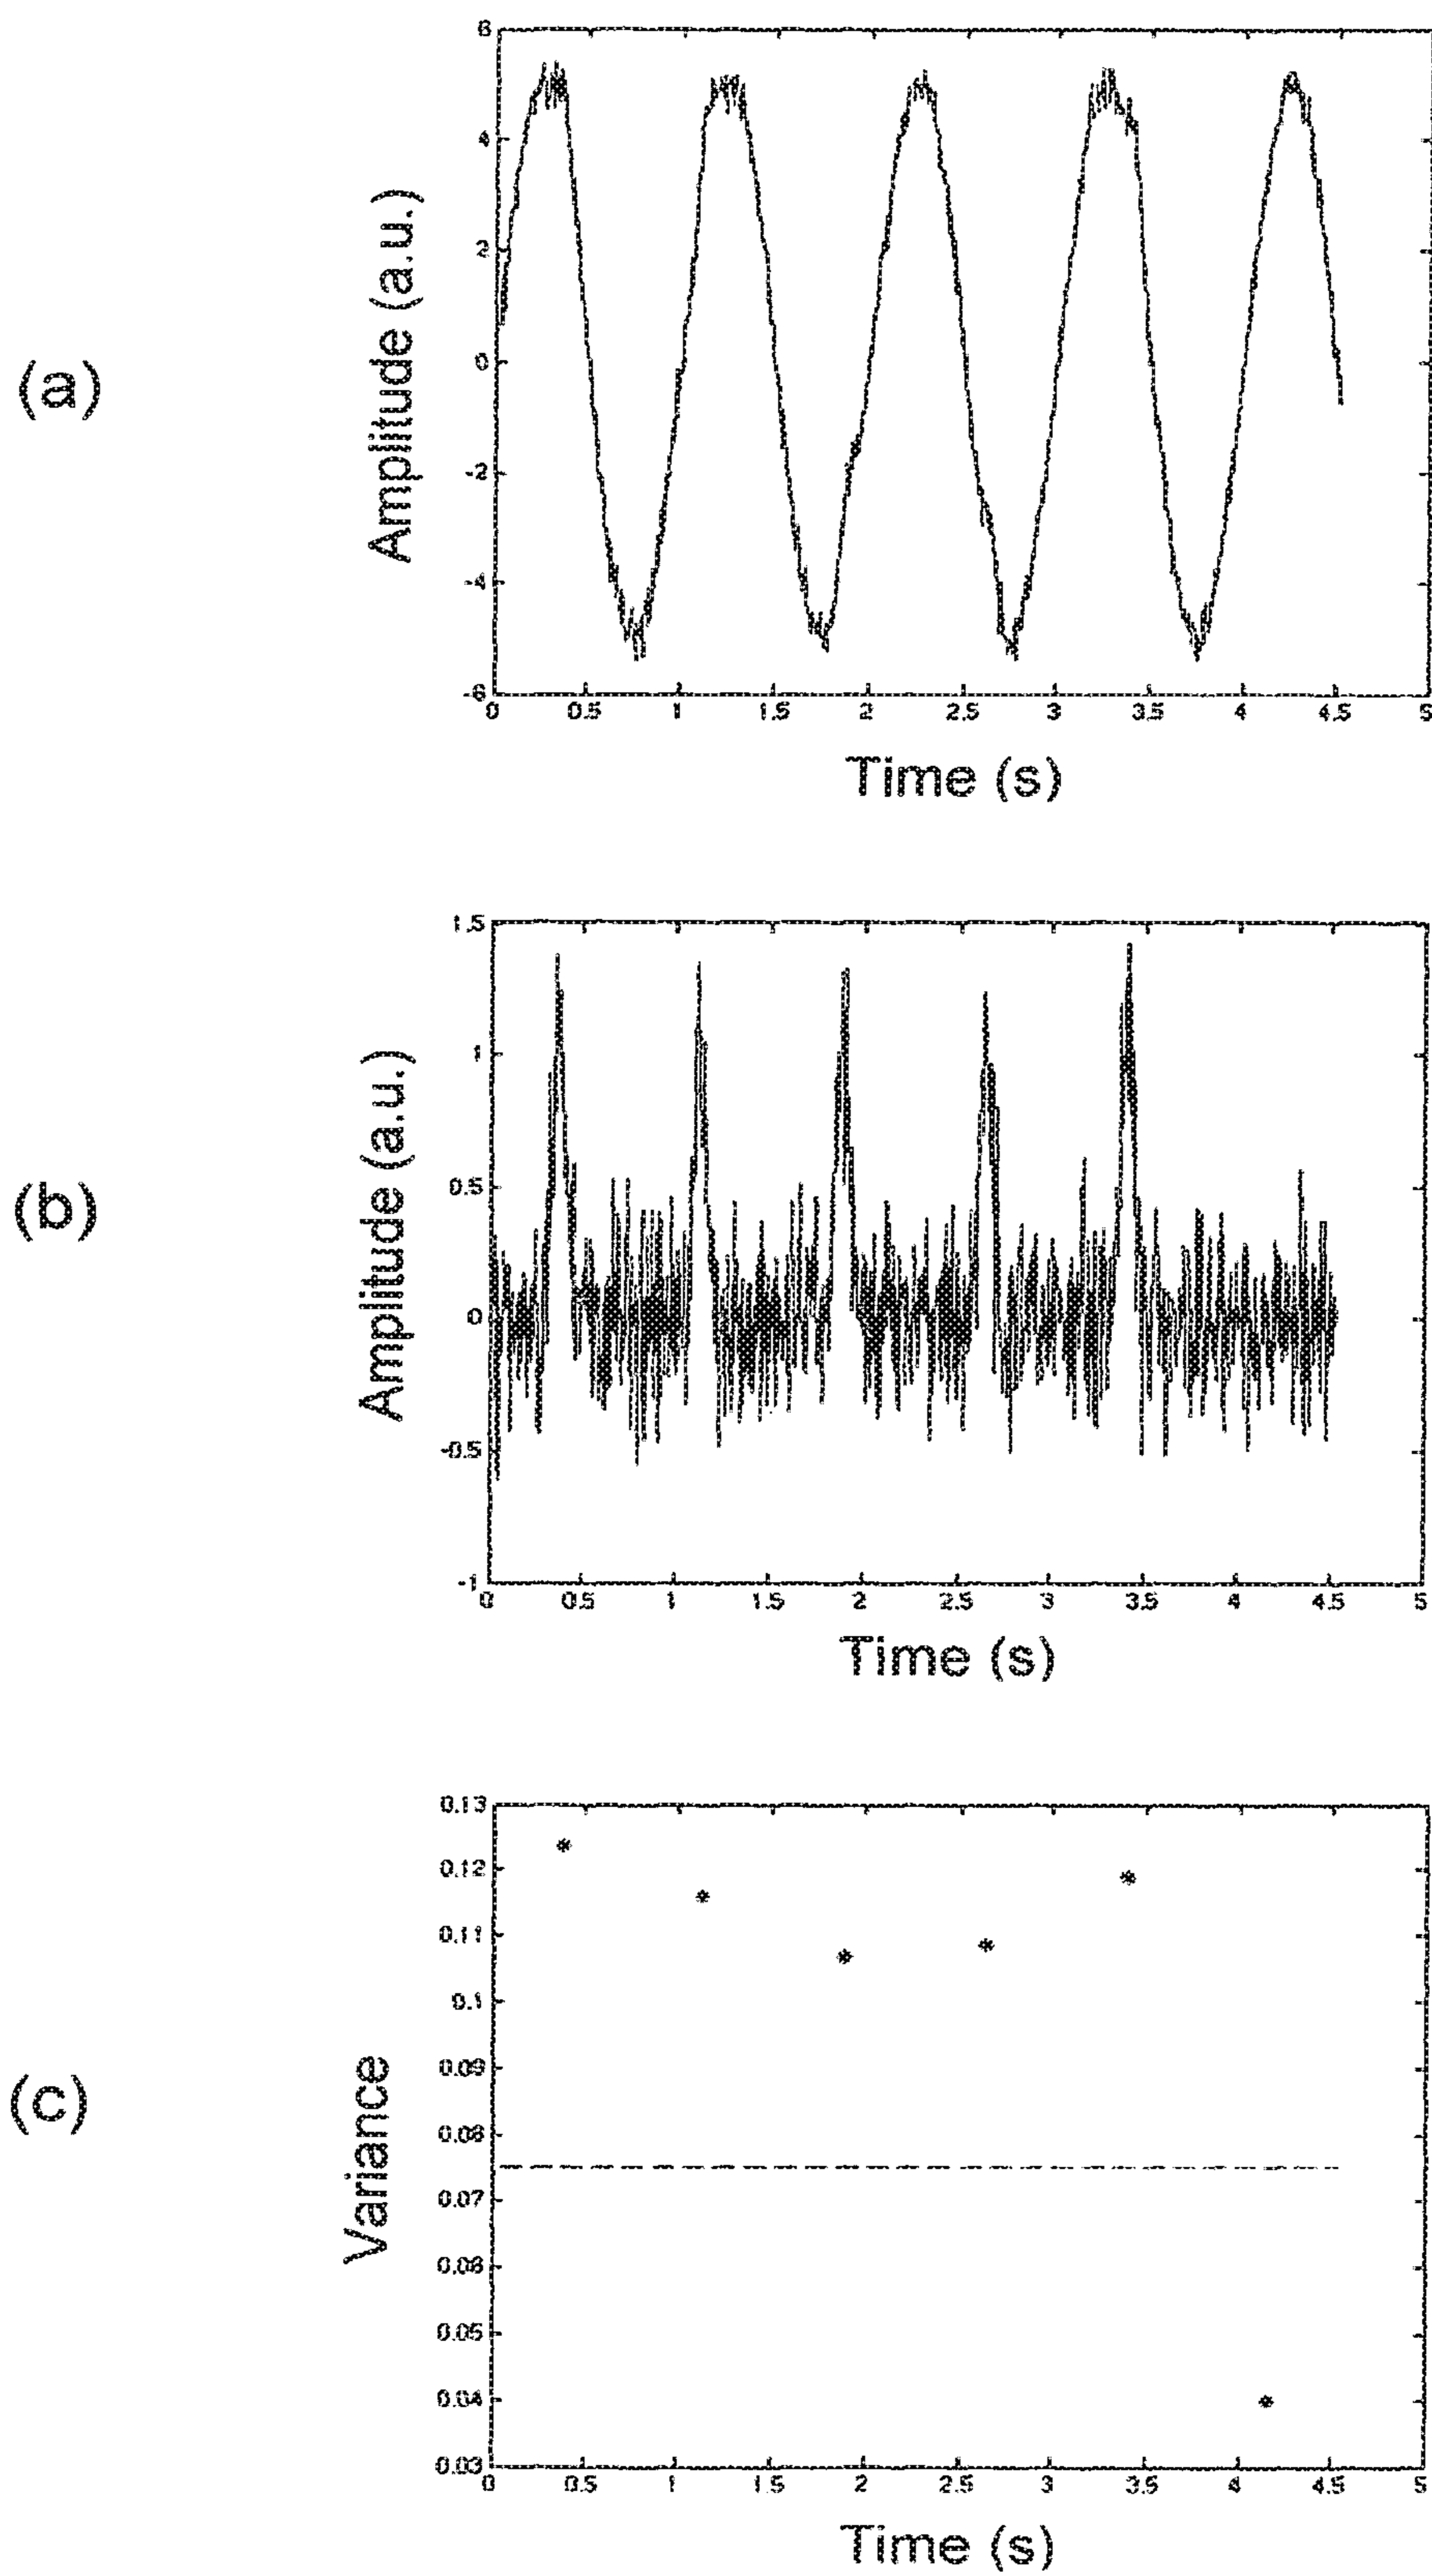 (a)
Amplitude (a.u.)
6
4
2
0
-2
-4
-6
0 0.5 1 1.5 2 2.5 3 3.5 4 4.5 5
Time (s)
(b)
Amplitude (a.u.)
1.5
1
0.5
0
-0.5
-1
0 0.5 1 1.5 2 2.5 3 3.5 4 4.5 5
Time (s)
(c)
Variance
0.13
0.12
0.11
0.1
0.09
0.08
0.07
0.06
0.05
0.04
0.03
0 0.5 1 1.5 2 2.5 3 3.5 4 4.5 5
Time (s)